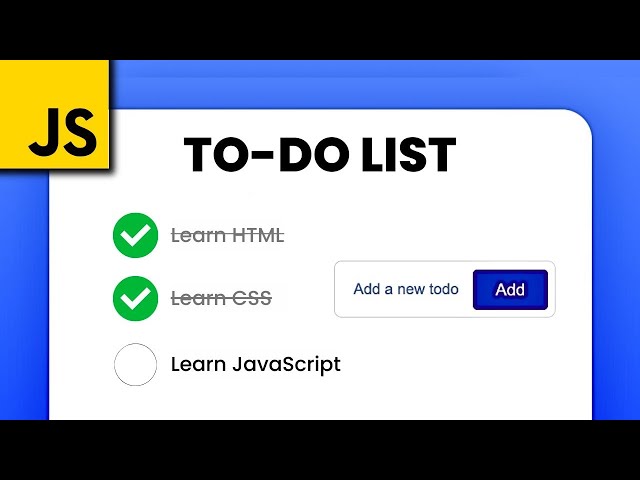 JS
TO-DO LIST
Learn HTML
Learn CSS
Add a new todo Add
Learn JavaScript